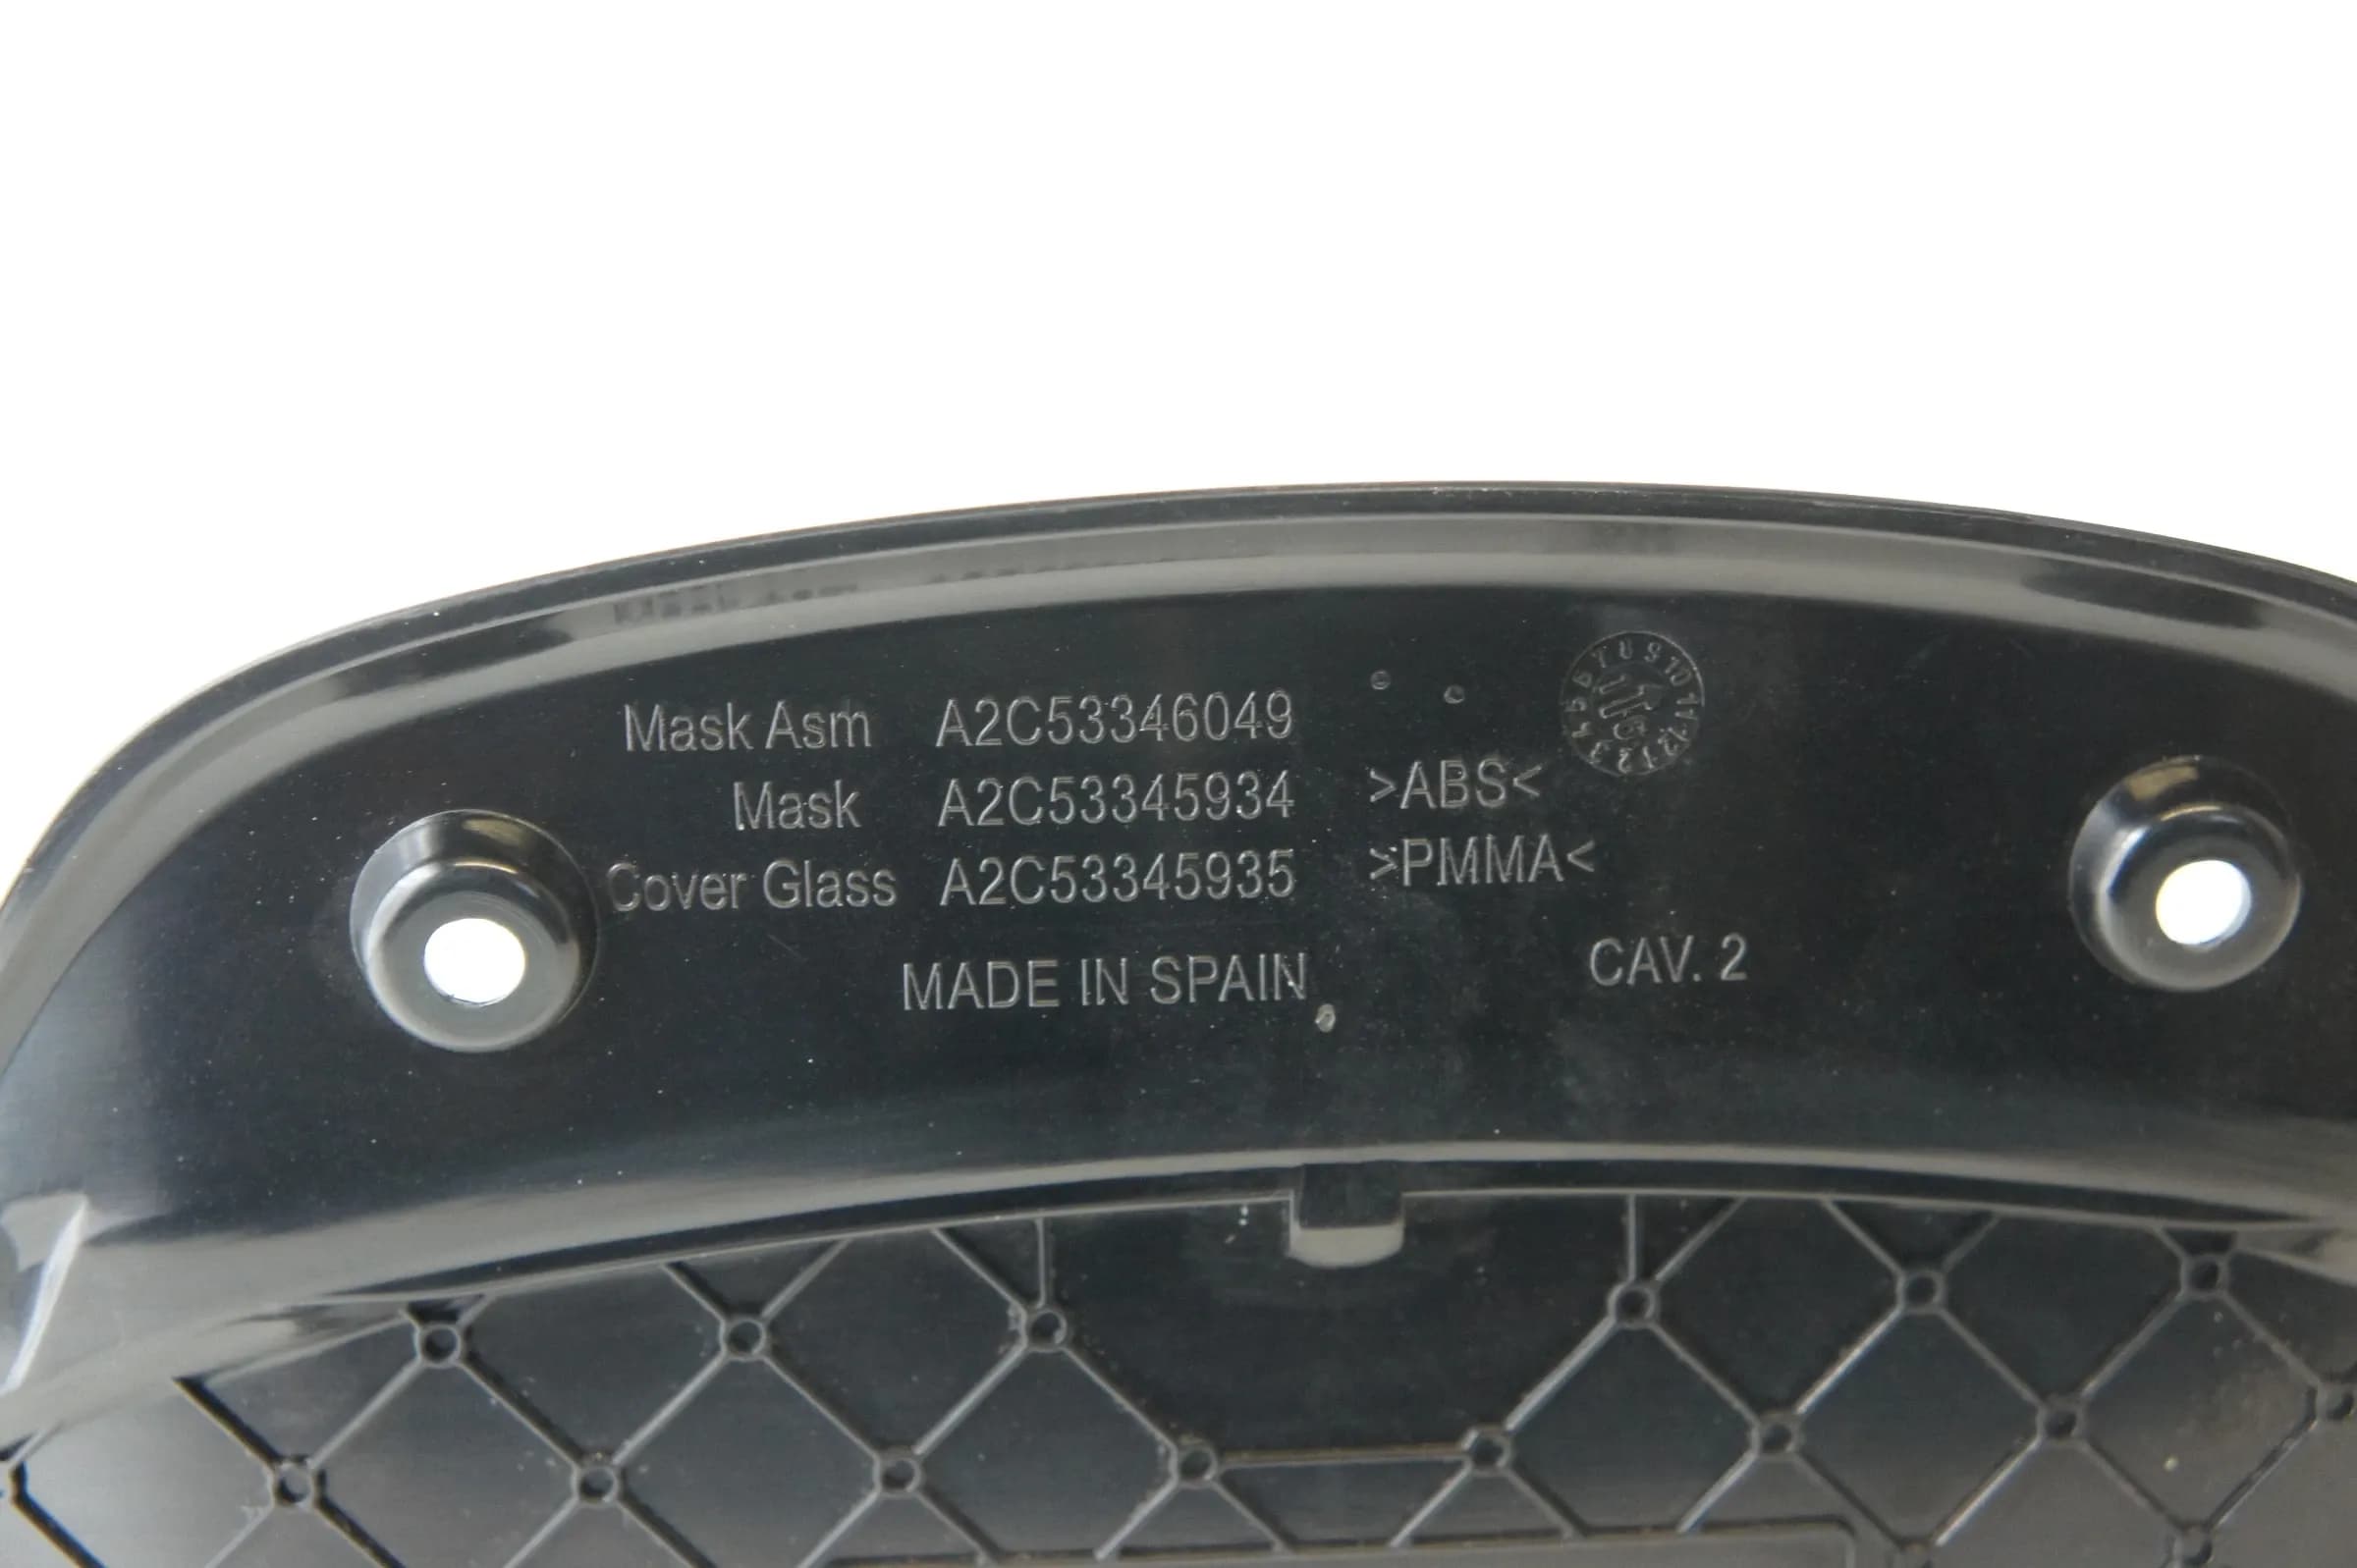 Mask Asm A2C53346049
Mask A2C53345934 >ABS<
Cover Glass A2C53345935 >PMMA<
MADE IN SPAIN CAV. 2